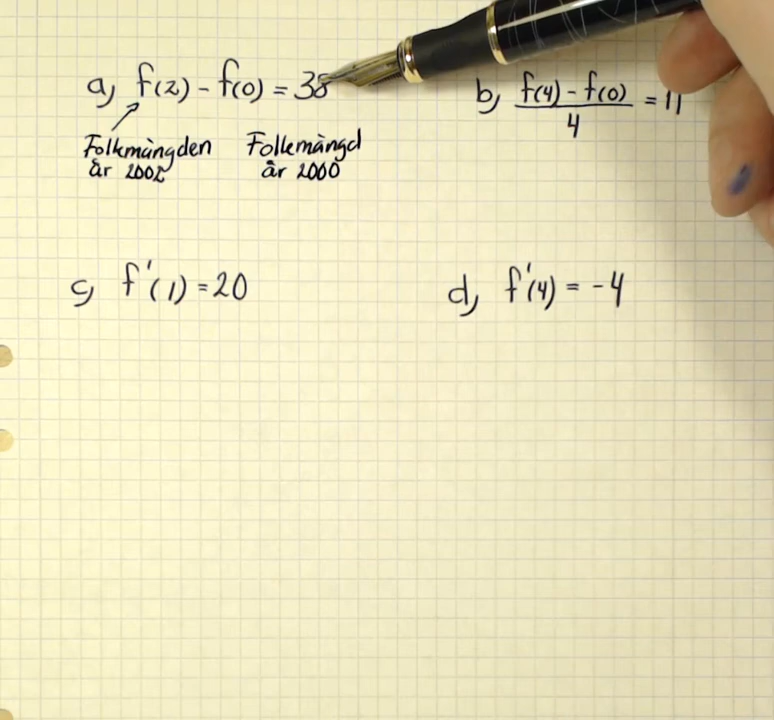 a) f(2) - f(0) = 38
b) f(4) - f(0) / 4 = 11
Folkmängden Folkmängd
år 2002 år 2000
c) f'(1) = 20
d) f'(4) = -4